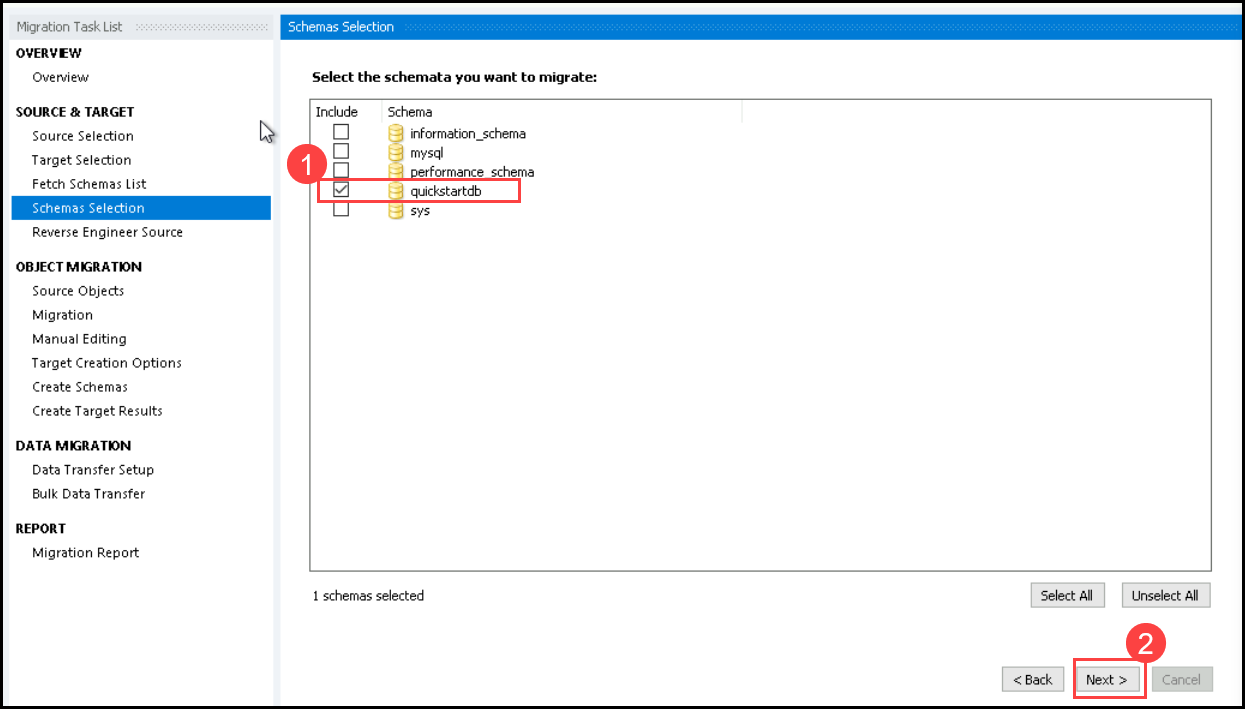 Migration Task List
OVERVIEW
Overview
SOURCE & TARGET
Source Selection
Target Selection
Fetch Schemas List
Schemas Selection
Reverse Engineer Source
OBJECT MIGRATION
Source Objects
Migration
Manual Editing
Target Creation Options
Create Schemas
Create Target Results
DATA MIGRATION
Data Transfer Setup
Bulk Data Transfer
REPORT
Migration Report
Schemas Selection
Select the schemata you want to migrate:
Include Schema
information_schema
mysql
performance_schema
1
quickstartdb
sys
1 schemas selected
Select All Unselect All
2
< Back Next > Cancel